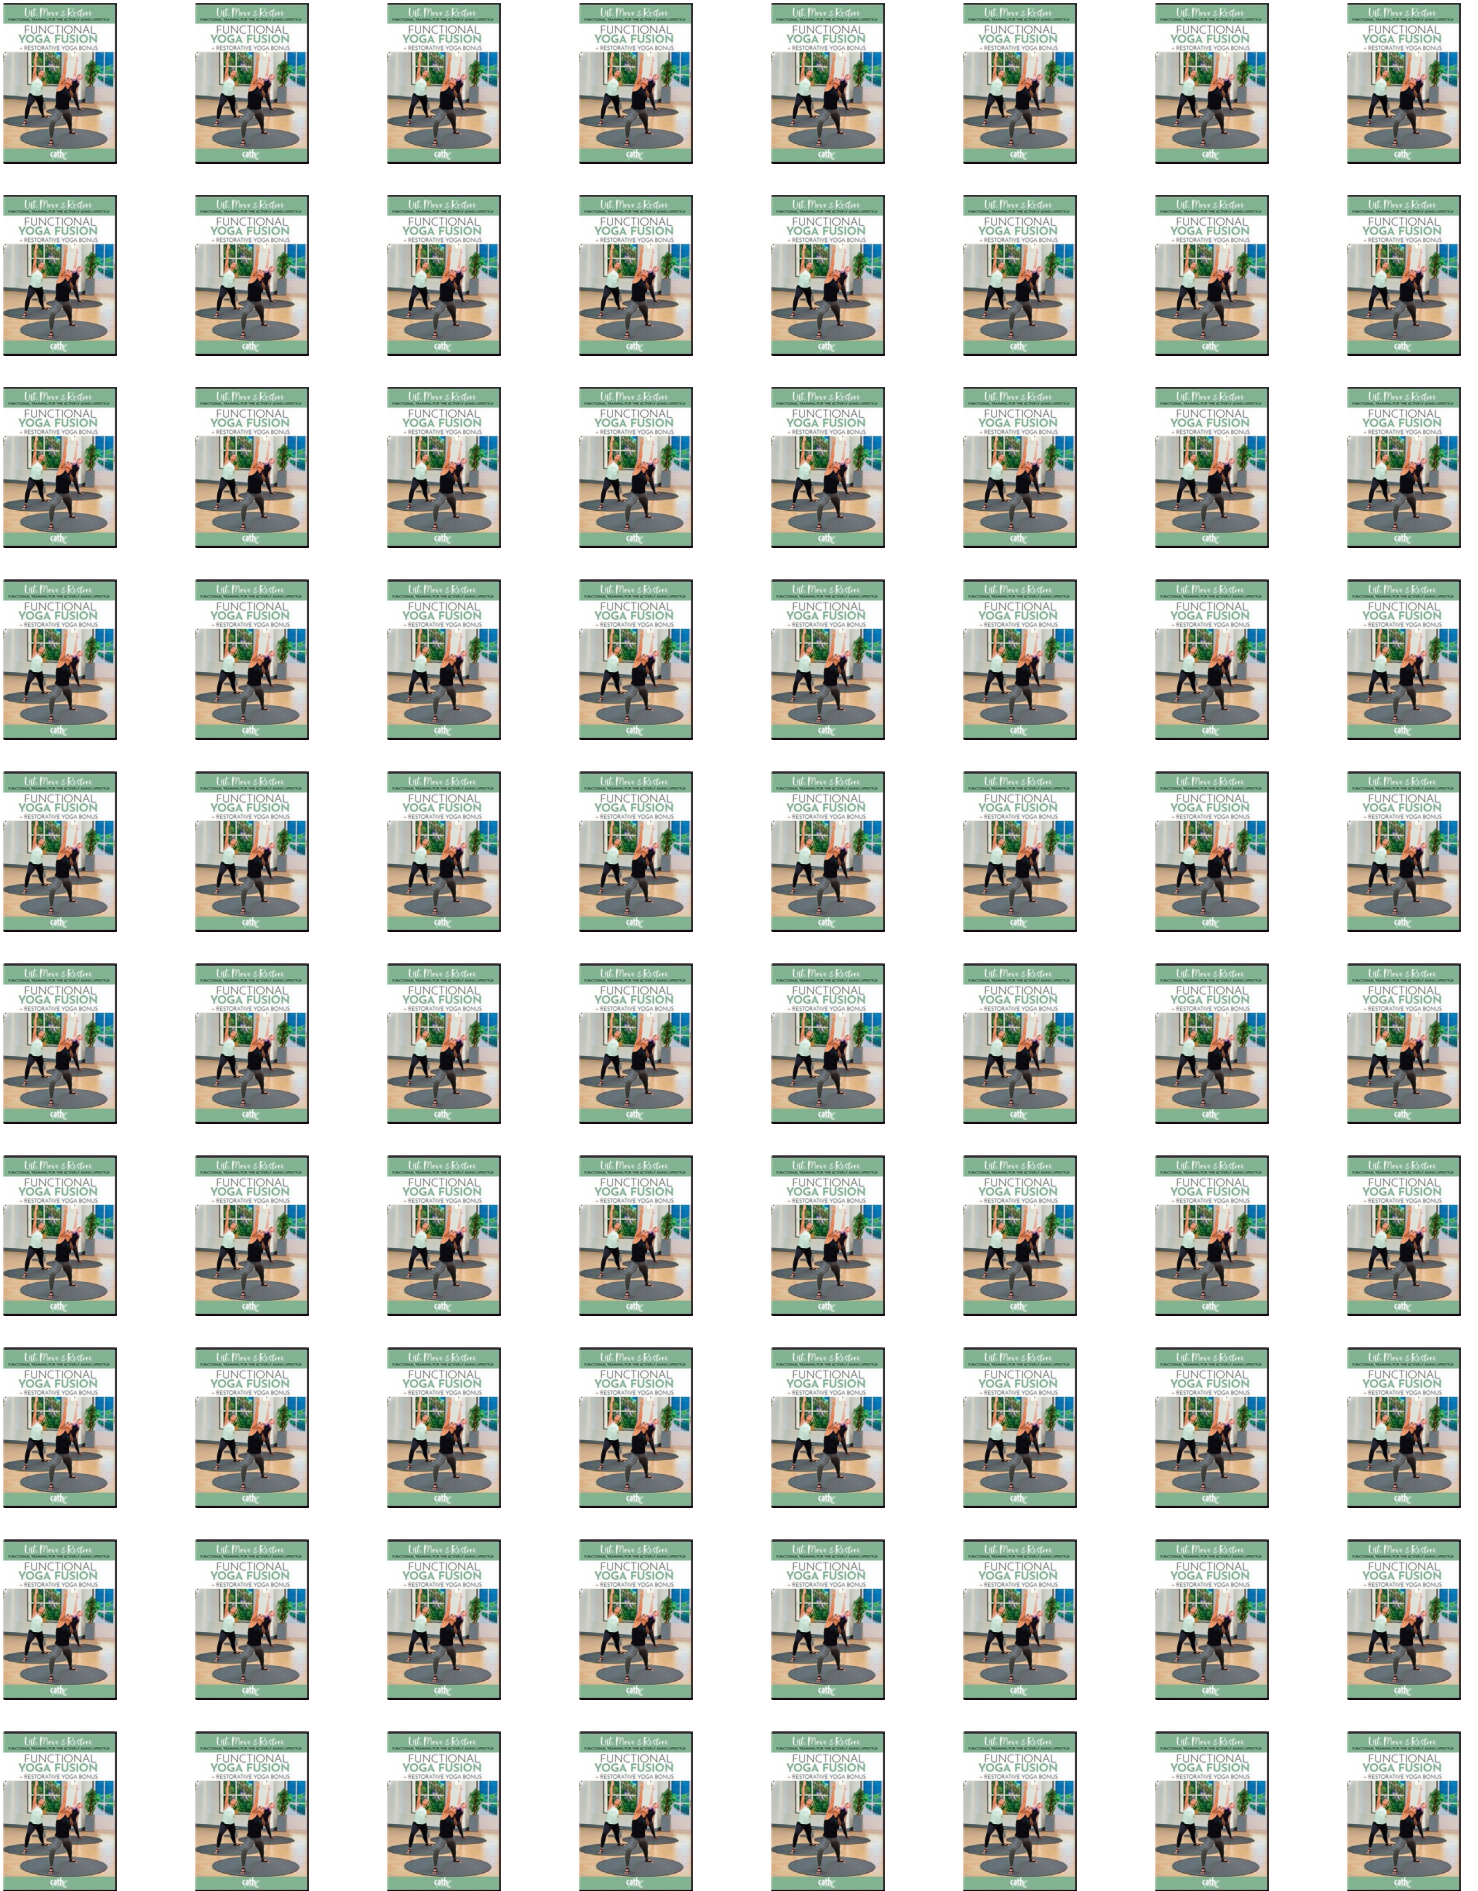 Lift, Move & Restore
FUNCTIONAL TRAINING FOR THE ACTIVELY AGING LIFESTYLE
FUNCTIONAL
YOGA FUSION
+ RESTORATIVE YOGA BONUS
cathe